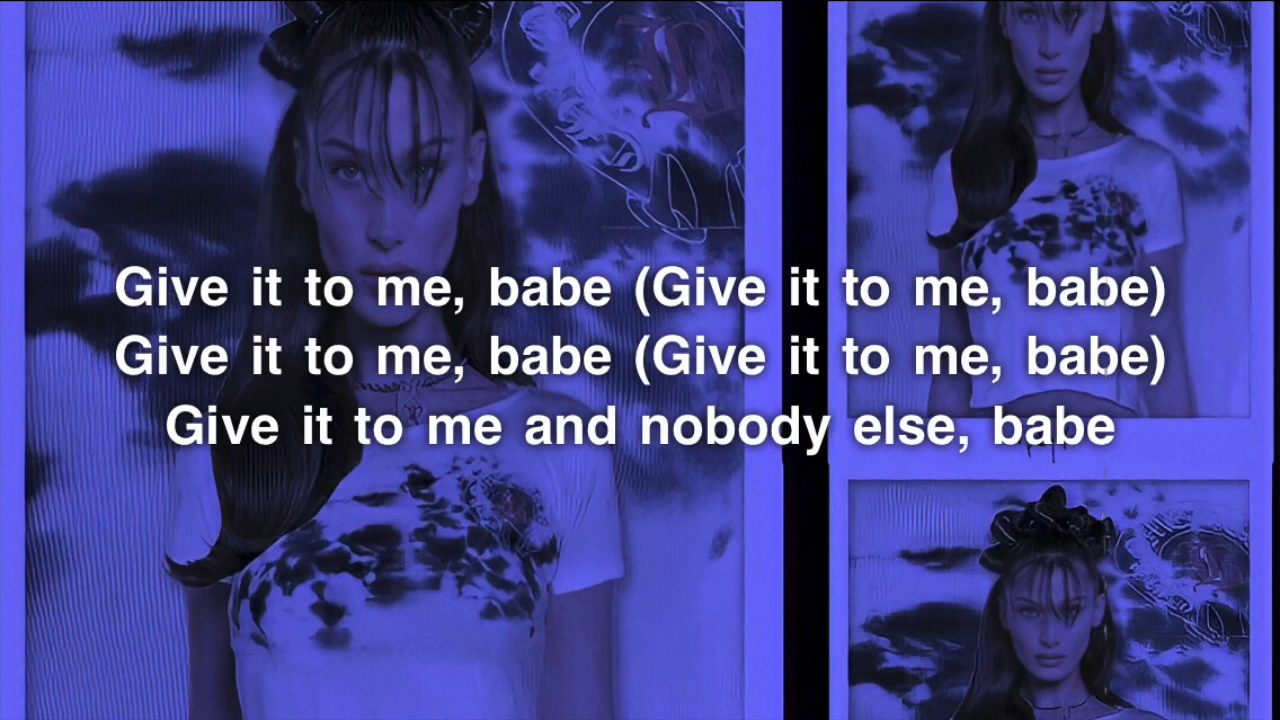 Give it to me, babe (Give it to me, babe)
Give it to me, babe (Give it to me, babe)
Give it to me and nobody else, babe